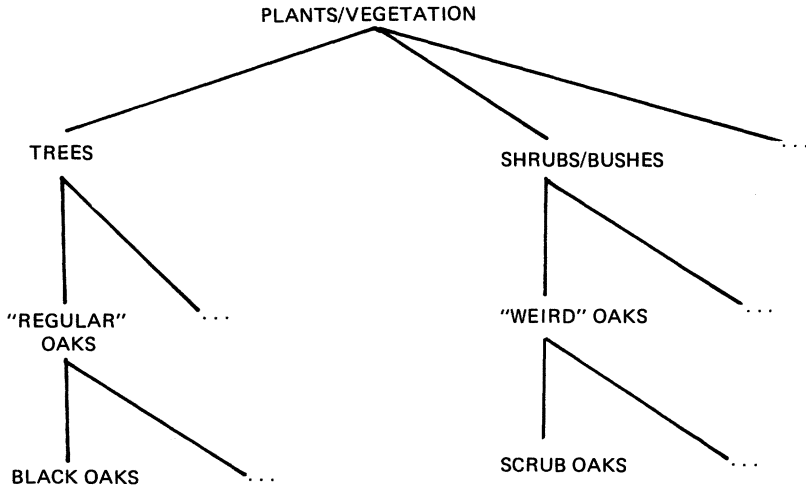 PLANTS/VEGETATION
...
TREES
SHRUBS/BUSHES
...
...
"REGULAR"
OAKS
"WEIRD" OAKS
...
...
BLACK OAKS
SCRUB OAKS